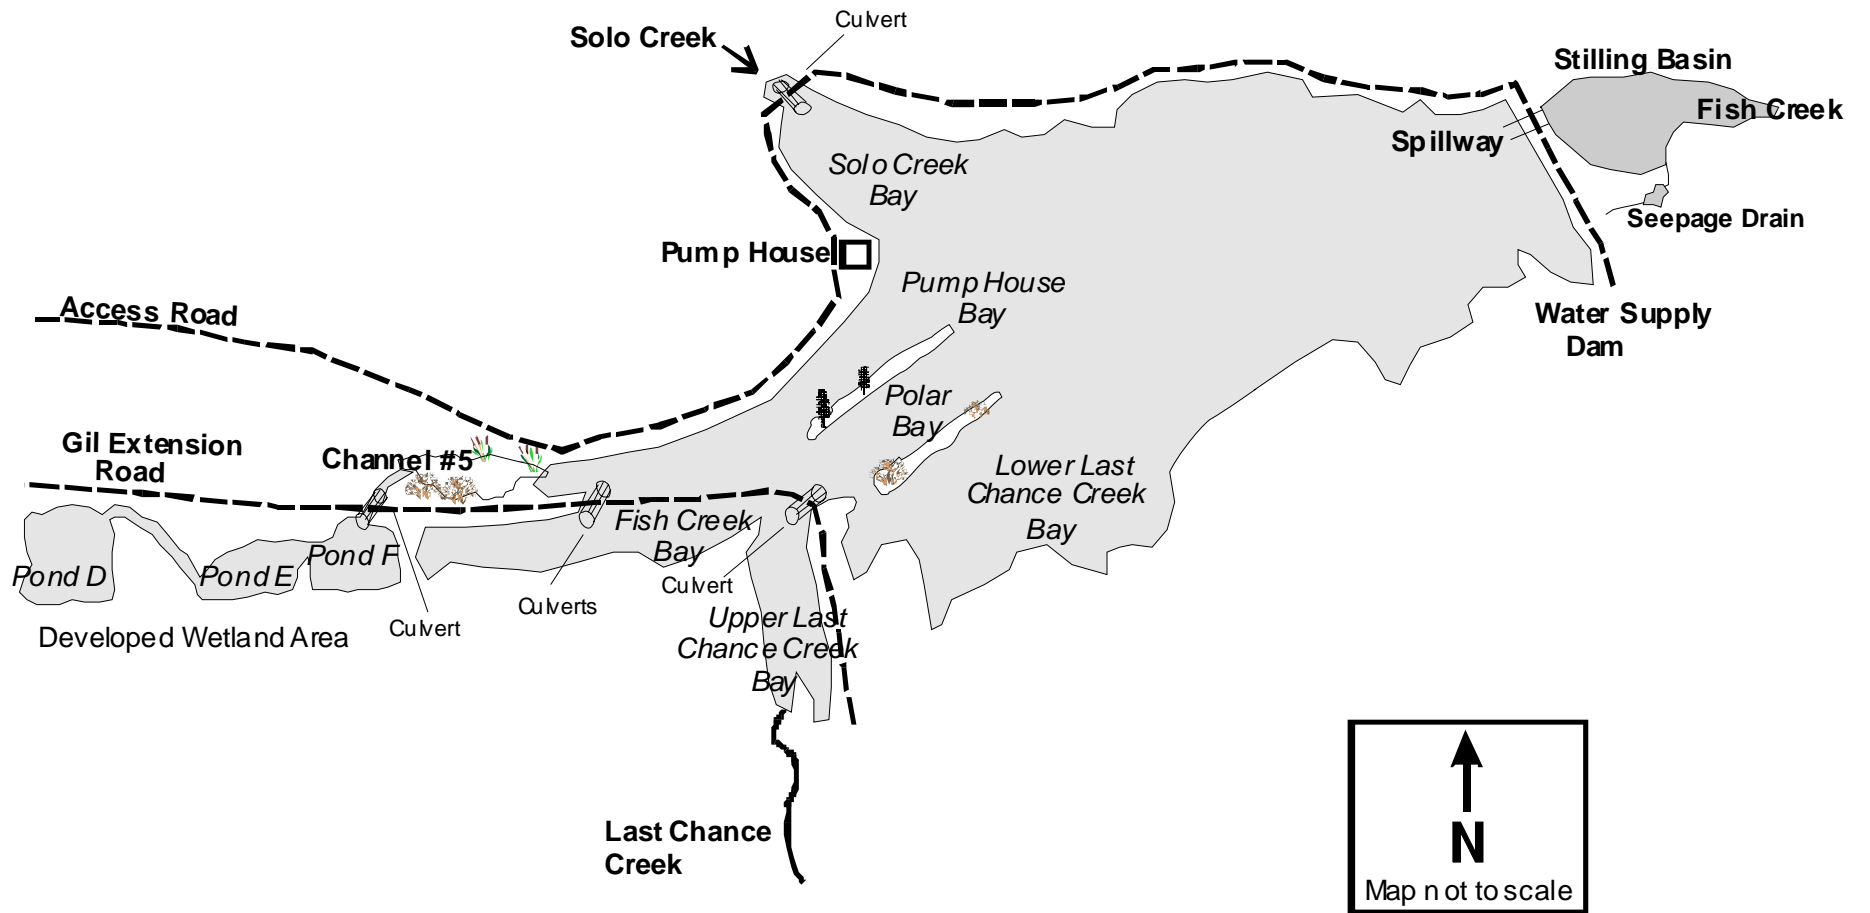 Culvert
Solo Creek
Stilling Basin
Fish Creek
Spillway
Solo Creek
Bay
Seepage Drain
Pump House
Pump House
Bay
Access Road
Water Supply
Dam
Polar
Bay
Gil Extension
Road
Channel #5
Lower Last
Chance Creek
Bay
Fish Creek
Bay
Pond D
Pond E
Pond F
Culvert
Culverts
Culvert
Developed Wetland Area
Upper Last
Chance Creek
Bay
Last Chance
Creek
N
Map not to scale